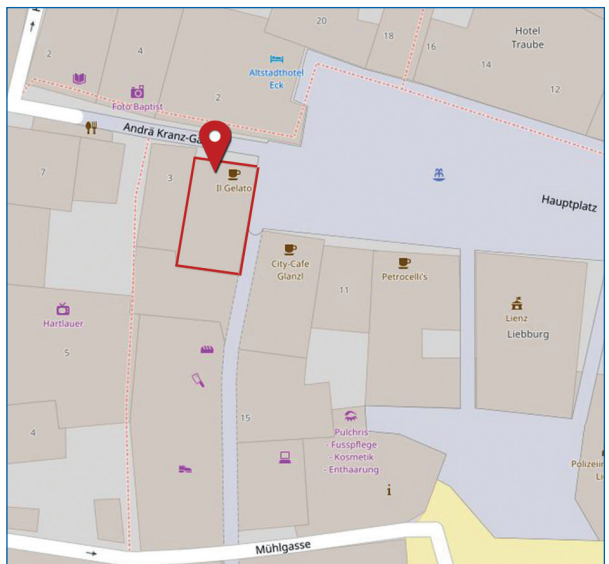 20
18
16
Hotel
Traube
14
12
2
4
2
Altstadthotel
Eck
Foto Baptist
Andrä Kranz-Ga
7
3
Il Gelato
Hauptplatz
City-Cafe
Glanzl
11
Petrocelli's
Lienz
Liebburg
Hartlauer
5
15
4
Pulchris
- Fusspflege
- Kosmetik
- Enthaarung
i
Polizeiin
Li
Mühlgasse